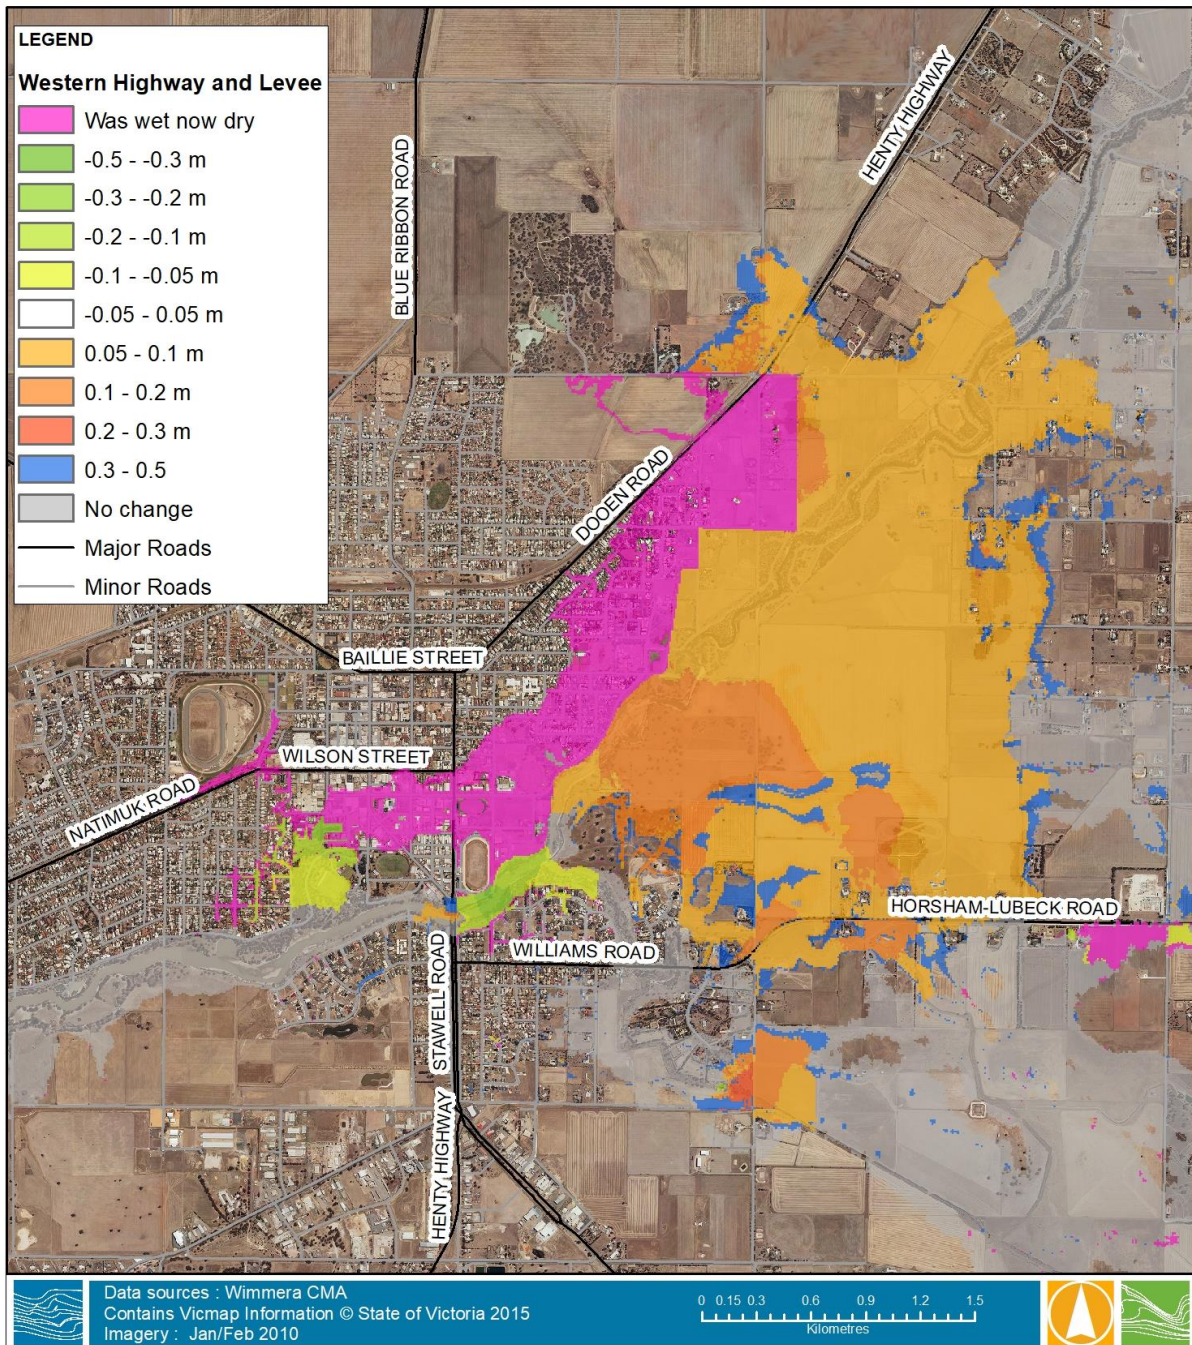 LEGEND
Western Highway and Levee
Was wet now dry
-0.5 - -0.3 m
-0.3 - -0.2 m
-0.2 - -0.1 m
-0.1 - -0.05 m
-0.05 - 0.05 m
0.05 - 0.1 m
0.1 - 0.2 m
0.2 - 0.3 m
0.3 - 0.5
No change
Major Roads
Minor Roads
HENTY HIGHWAY
BLUE RIBBON ROAD
DOOEN ROAD
BAILLIE STREET
WILSON STREET
NATIMUK ROAD
HORSHAM-LUBECK ROAD
WILLIAMS ROAD
STAWELL ROAD
HENTY HIGHWAY
Data sources : Wimmera CMA
Contains Vicmap Information © State of Victoria 2015
Imagery : Jan/Feb 2010
0 0.15 0.3 0.6 0.9 1.2 1.5
Kilometres